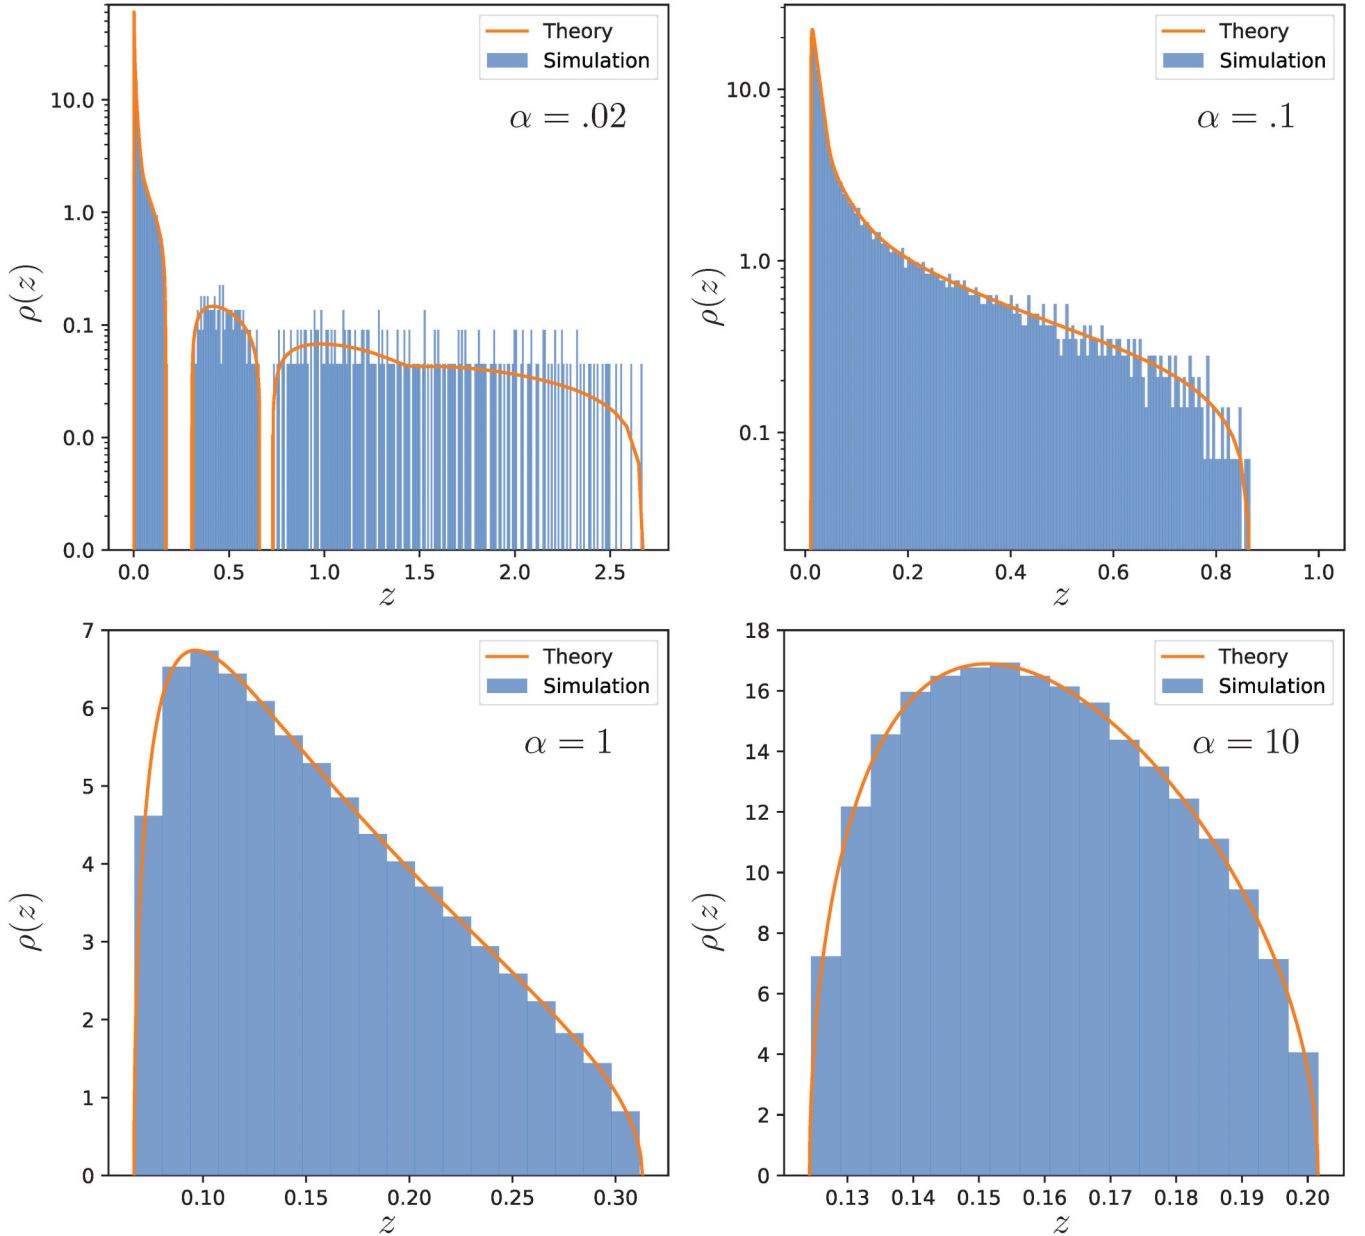 Theory
Simulation
α = .02
10.0
1.0
0.1
0.0
0.0
ρ(z)
0.0 0.5 1.0 1.5 2.0 2.5
z
Theory
Simulation
α = .1
10.0
1.0
0.1
ρ(z)
0.0 0.2 0.4 0.6 0.8 1.0
z
Theory
Simulation
α = 1
7
6
5
4
3
2
1
0
ρ(z)
0.10 0.15 0.20 0.25 0.30
z
Theory
Simulation
α = 10
18
16
14
12
10
8
6
4
2
0
ρ(z)
0.13 0.14 0.15 0.16 0.17 0.18 0.19 0.20
z